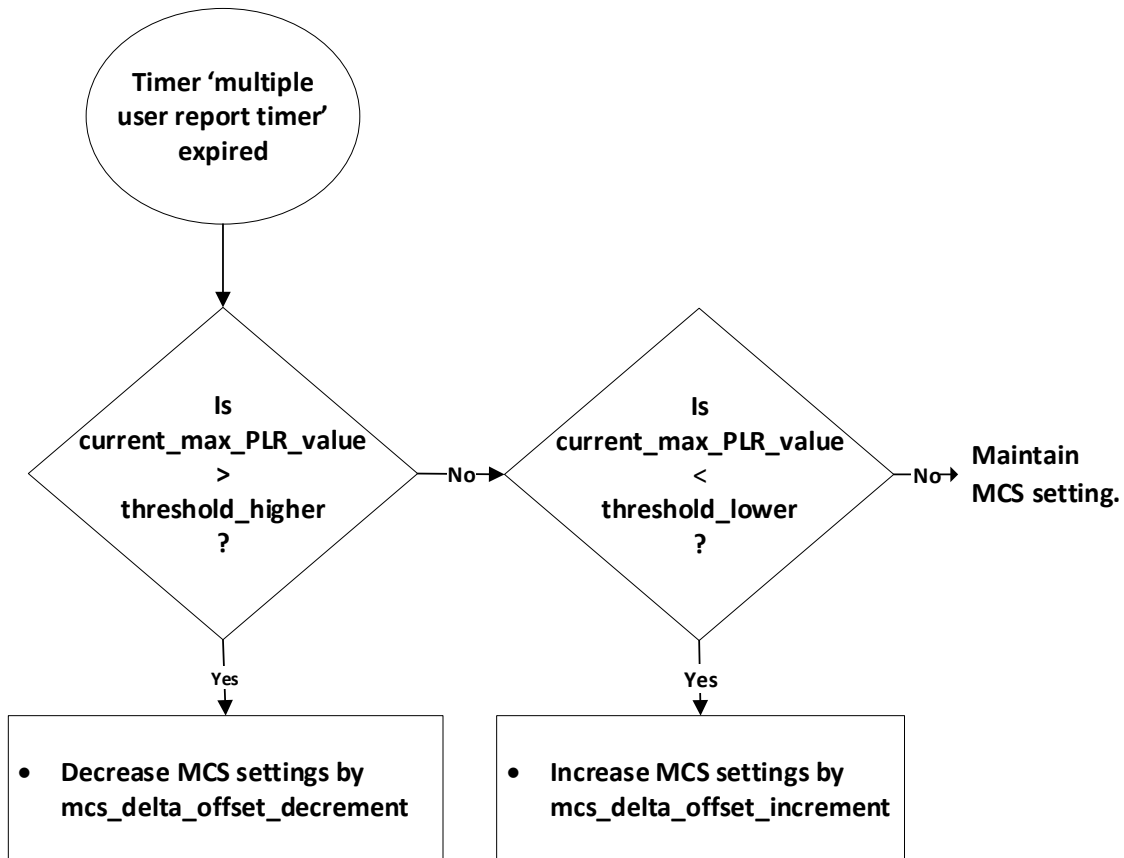 Timer ‘multiple
user report timer’
expired
Is
current_max_PLR_value
>
threshold_higher
?
No
Is
current_max_PLR_value
<
threshold_lower
?
No
Maintain
MCS setting.
Yes
Yes
• Decrease MCS settings by
mcs_delta_offset_decrement
• Increase MCS settings by
mcs_delta_offset_increment